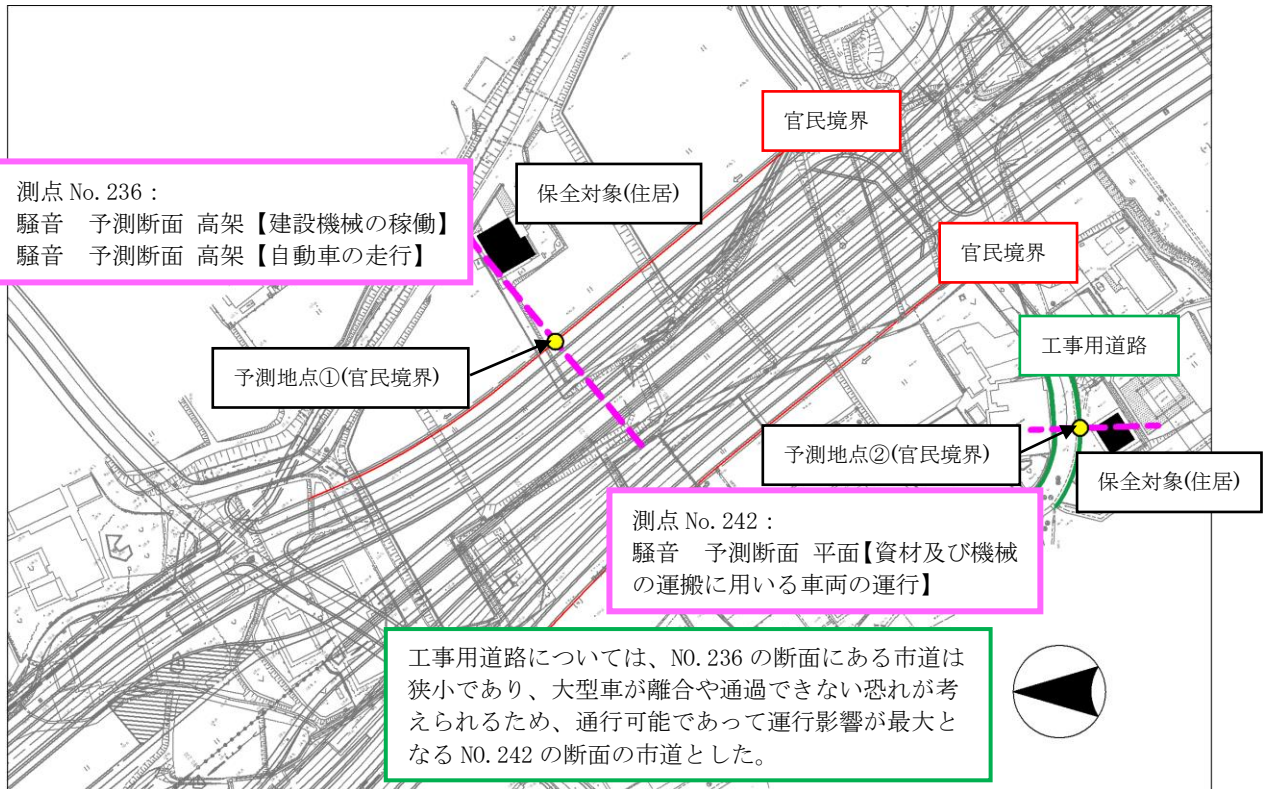 官民境界
測点 No. 236：
騒音　予測断面 高架【建設機械の稼働】
騒音　予測断面 高架【自動車の走行】
保全対象(住居)
官民境界
工事用道路
予測地点①(官民境界)
予測地点②(官民境界)
保全対象(住居)
測点 No. 242：
騒音　予測断面 平面【資材及び機械
の運搬に用いる車両の運行】
工事用道路については、NO. 236 の断面にある市道は
狭小であり、大型車が離合や通過できない恐れが考
えられるため、通行可能であって運行影響が最大と
なる NO. 242 の断面の市道とした。